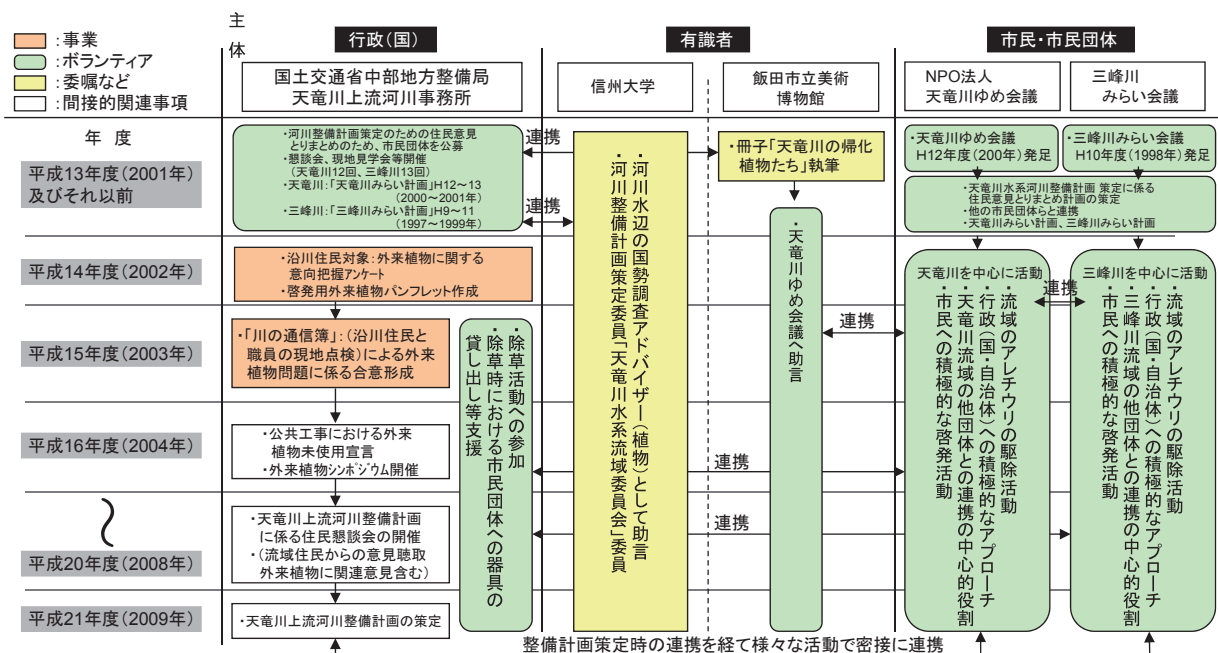 主
体
:事業
:ボランティア
:委嘱など
:間接的関連事項
行政(国)
有識者
市民・市民団体
国土交通省中部地方整備局
天竜川上流河川事務所
信州大学
飯田市立美術
博物館
NPO法人
天竜川ゆめ会議
三峰川
みらい会議
年 度
平成13年度(2001年)
及びそれ以前
平成14年度(2002年)
平成15年度(2003年)
平成16年度(2004年)
平成20年度(2008年)
平成21年度(2009年)
・河川整備計画策定のための住民意見
とりまとめのため、市民団体を公募
・懇談会、現地見学会等開催
(天竜川12回、三峰川13回)
・天竜川:「天竜川みらい計画」H12~13
(2000~2001年)
・三峰川:「三峰川みらい計画」H9~11
(1997~1999年)
連携
連携
・沿川住民対象:外来植物に関する
意向把握アンケート
・啓発用外来植物パンフレット作成
・「川の通信簿」:(沿川住民と
職員の現地点検)による外来
植物問題に係る合意形成
・公共工事における外来
植物未使用宣言
・外来植物シンポジウム開催
・天竜川上流河川整備計画
に係る住民懇談会の開催
・(流域住民からの意見聴取
外来植物に関連意見含む)
・天竜川上流河川整備計画の策定
・除草活動への参加
・除草時における市民団体への器具の
貸し出し等支援
・河川水辺の国勢調査アドバイザー(植物)として助言
・河川整備計画策定委員「天竜川水系流域委員会」委員
・冊子「天竜川の帰化
植物たち」執筆
・天竜川ゆめ会議へ助言
連携
連携
連携
・天竜川ゆめ会議
H12年度(200年)発足
・三峰川みらい会議
H10年度(1998年)発足
・天竜川水系河川整備計画 策定に係る
住民意見とりまとめ計画の策定
・他の市民団体らと連携
・天竜川みらい計画、三峰川みらい計画
天竜川を中心に活動
・流域のアレチウリの駆除活動
・行政(国・自治体)への積極的なアプローチ
・天竜川流域の他団体との連携の中心的役割
・市民への積極的な啓発活動
連携
三峰川を中心に活動
・流域のアレチウリの駆除活動
・行政(国・自治体)への積極的なアプローチ
・三峰川流域の他団体との連携の中心的役割
・市民への積極的な啓発活動
整備計画策定時の連携を経て様々な活動で密接に連携